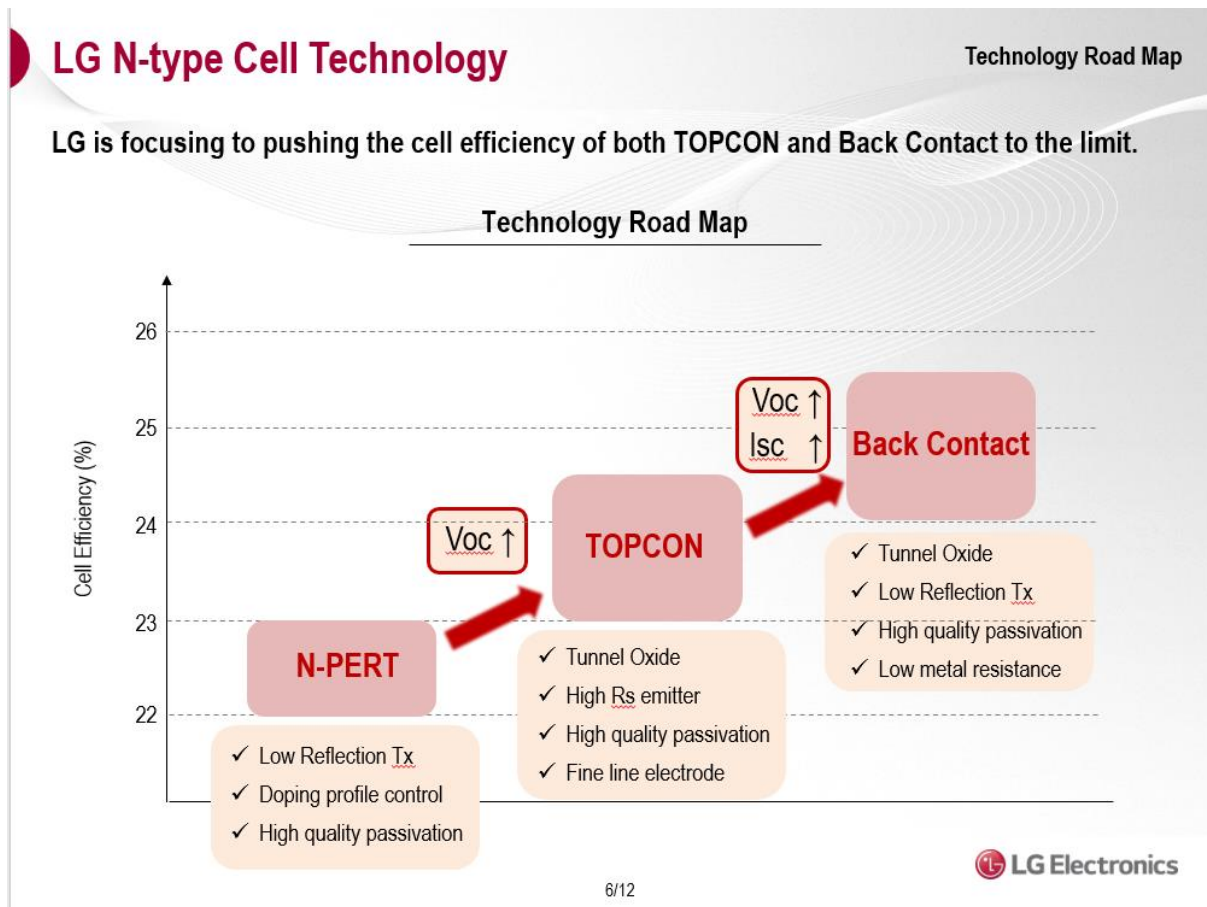 LG N-type Cell Technology
Technology Road Map
LG is focusing to pushing the cell efficiency of both TOPCON and Back Contact to the limit.
Technology Road Map
Cell Efficiency (%)
26
25
24
23
22
Voc ↑
Isc ↑
Back Contact
Voc ↑
TOPCON
N-PERT
✓ Tunnel Oxide
✓ Low Reflection Tx
✓ High quality passivation
✓ Low metal resistance
✓ Tunnel Oxide
✓ High Rs emitter
✓ High quality passivation
✓ Fine line electrode
✓ Low Reflection Tx
✓ Doping profile control
✓ High quality passivation
LG Electronics
6/12